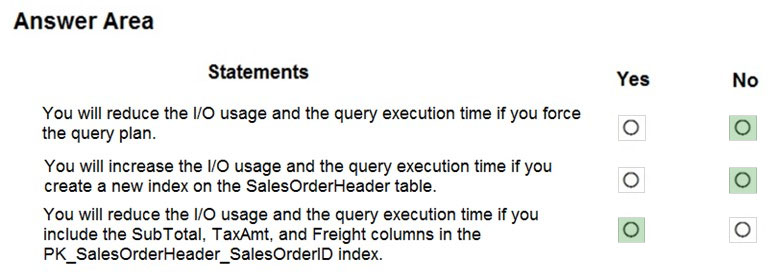 Answer Area
Statements Yes No
You will reduce the I/O usage and the query execution time if you force
the query plan.
You will increase the I/O usage and the query execution time if you
create a new index on the SalesOrderHeader table.
You will reduce the I/O usage and the query execution time if you
include the SubTotal, TaxAmt, and Freight columns in the
PK_SalesOrderHeader_SalesOrderID index.